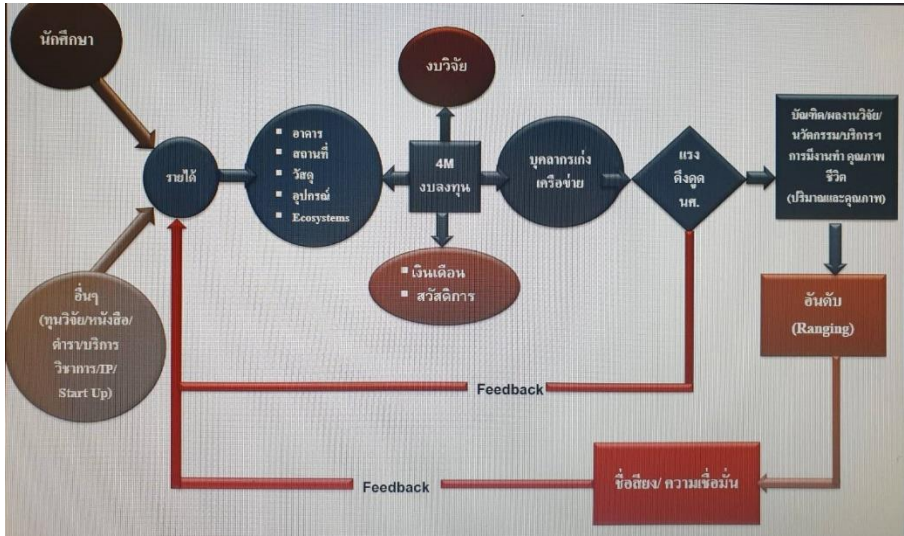 นักศึกษา
งบวิจัย
รายได้
▪ อาคาร
▪ สถานที่
▪ วัสดุ
▪ อุปกรณ์
▪ Ecosystems
4M
งบลงทุน
บุคลากรเก่ง
เครือข่าย
แรง
ดึงดูด
นศ.
บัณฑิต/ผลงานวิจัย/
นวัตกรรม/บริการฯ
การมีงานทำ คุณภาพ
ชีวิต
(ปริมาณและคุณภาพ)
▪ เงินเดือน
▪ สวัสดิการ
อื่นๆ
(ทุนวิจัย/หนังสือ/
ตำรา/บริการ
วิชาการ/IP/
Start Up)
อันดับ
(Ranging)
Feedback
ชื่อเสียง/ ความเชื่อมั่น
Feedback